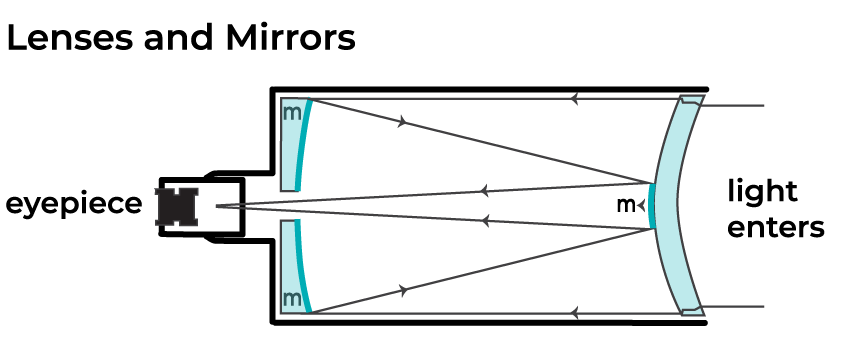 Lenses and Mirrors
m
eyepiece
m
light
enters
m